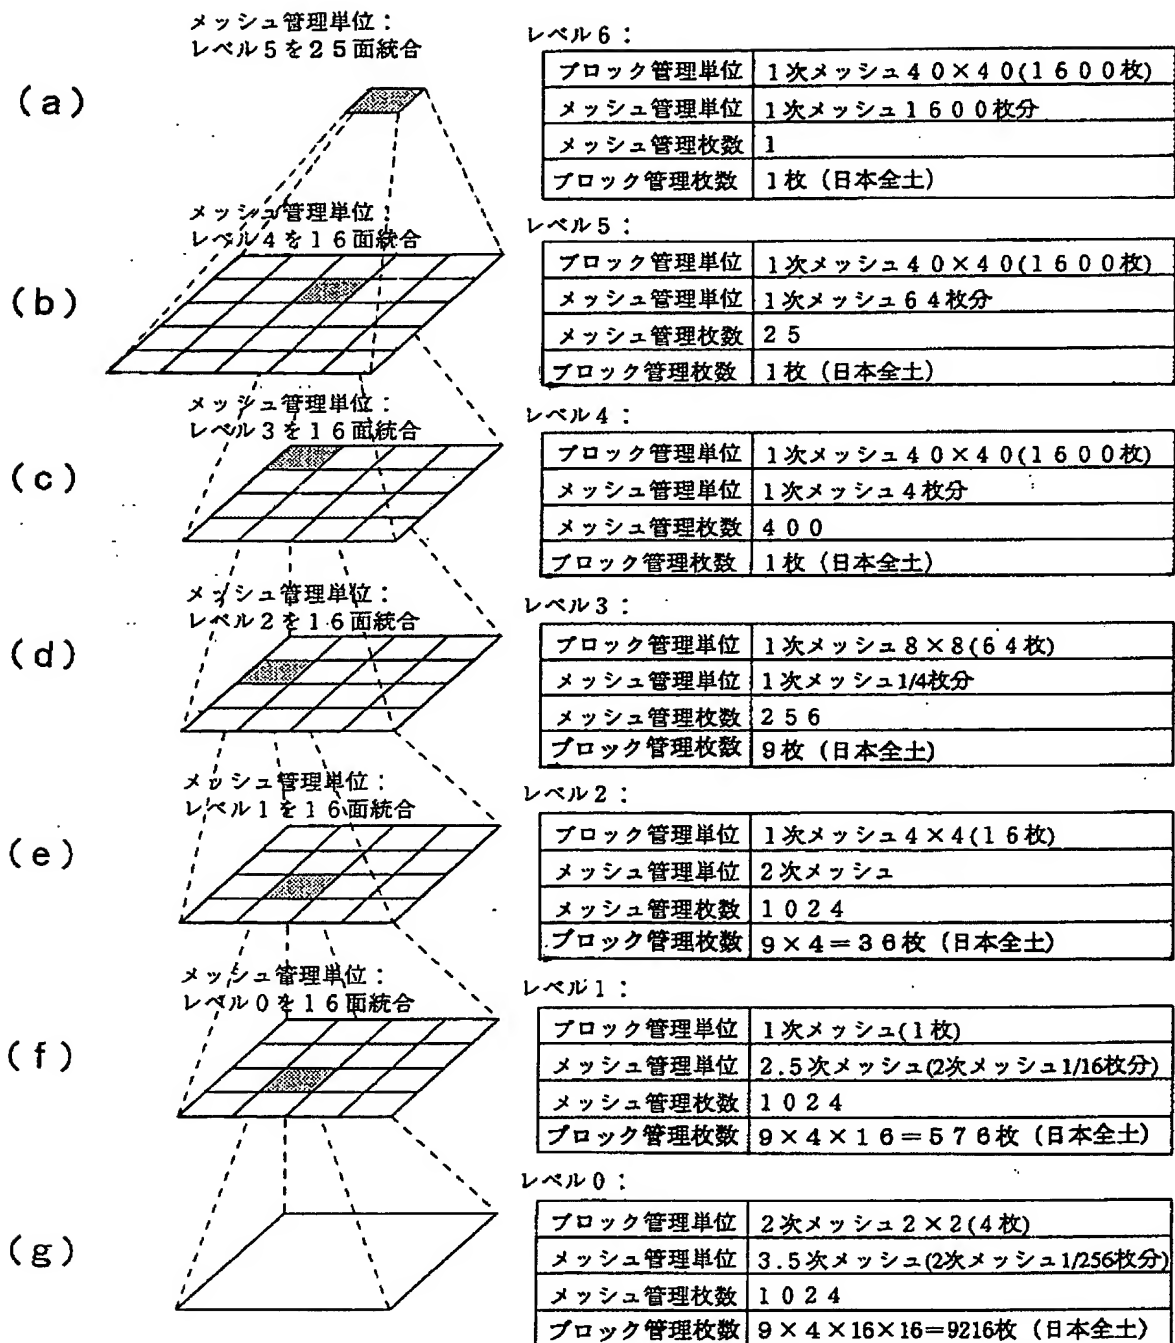 (a)
メッシュ管理単位：
レベル5を25面統合
レベル6：
ブロック管理単位 1次メッシュ40×40(1600枚)
メッシュ管理単位 1次メッシュ1600枚分
メッシュ管理枚数 1
ブロック管理枚数 1枚（日本全土）
(b)
メッシュ管理単位：
レベル4を16面統合
レベル5：
ブロック管理単位 1次メッシュ40×40(1600枚)
メッシュ管理単位 1次メッシュ64枚分
メッシュ管理枚数 25
ブロック管理枚数 1枚（日本全土）
(c)
メッシュ管理単位：
レベル3を16面統合
レベル4：
ブロック管理単位 1次メッシュ40×40(1600枚)
メッシュ管理単位 1次メッシュ4枚分
メッシュ管理枚数 400
ブロック管理枚数 1枚（日本全土）
(d)
メッシュ管理単位：
レベル2を16面統合
レベル3：
ブロック管理単位 1次メッシュ8×8(64枚)
メッシュ管理単位 1次メッシュ1/4枚分
メッシュ管理枚数 256
ブロック管理枚数 9枚（日本全土）
(e)
メッシュ管理単位：
レベル1を16面統合
レベル2：
ブロック管理単位 1次メッシュ4×4(16枚)
メッシュ管理単位 2次メッシュ
メッシュ管理枚数 1024
ブロック管理枚数 9×4＝36枚（日本全土）
(f)
メッシュ管理単位：
レベル0を16面統合
レベル1：
ブロック管理単位 1次メッシュ(1枚)
メッシュ管理単位 2.5次メッシュ(2次メッシュ1/16枚分)
メッシュ管理枚数 1024
ブロック管理枚数 9×4×16＝576枚（日本全土）
(g)
レベル0：
ブロック管理単位 2次メッシュ2×2(4枚)
メッシュ管理単位 3.5次メッシュ(2次メッシュ1/256枚分)
メッシュ管理枚数 1024
ブロック管理枚数 9×4×16×16=9216枚（日本全土）